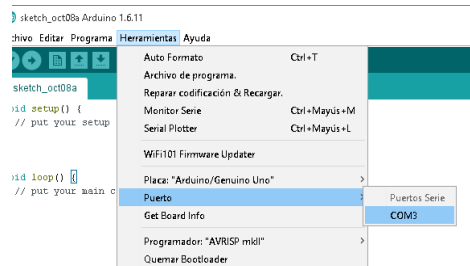 sketch_oct08a Arduino 1.6.11
chivo Editar Programa Herramientas Ayuda
Auto Formato Ctrl+T
Archivo de programa.
sketch_oct08a
Reparar codificación & Recargar.
Monitor Serie Ctrl+Mayús+M
Serial Plotter Ctrl+Mayús+L
oid setup() {
// put your setup
WiFi101 Firmware Updater
oid loop() {
Placa: "Arduino/Genuino Uno"
// put your main c
Puerto
Puertos Serie
Get Board Info
COM3
Programador: "AVRISP mkII"
Quemar Bootloader